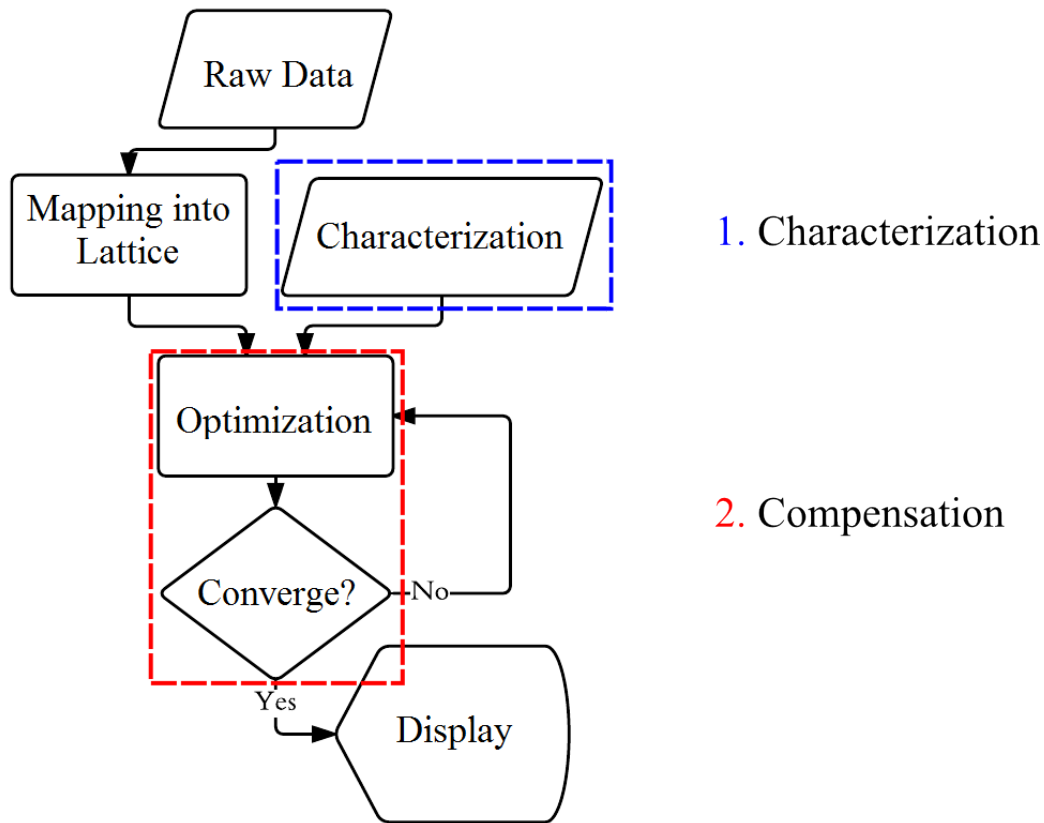 Raw Data
Mapping into
Lattice
Characterization
1. Characterization
Optimization
2. Compensation
Converge?
No
Yes
Display